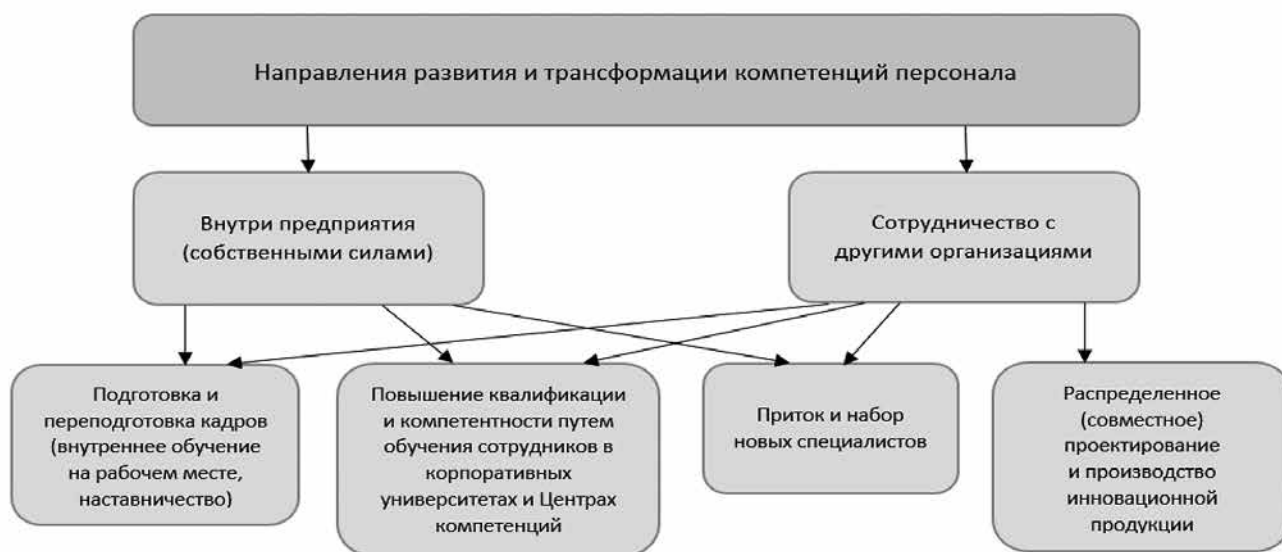 Направления развития и трансформации компетенций персонала
Внутри предприятия
(собственными силами)
Сотрудничество с
другими организациями
Подготовка и
переподготовка кадров
(внутреннее обучение
на рабочем месте,
наставничество)
Повышение квалификации
и компетентности путем
обучения сотрудников в
корпоративных
университетах и Центрах
компетенций
Приток и набор
новых специалистов
Распределенное
(совместное)
проектирование
и производство
инновационной
продукции